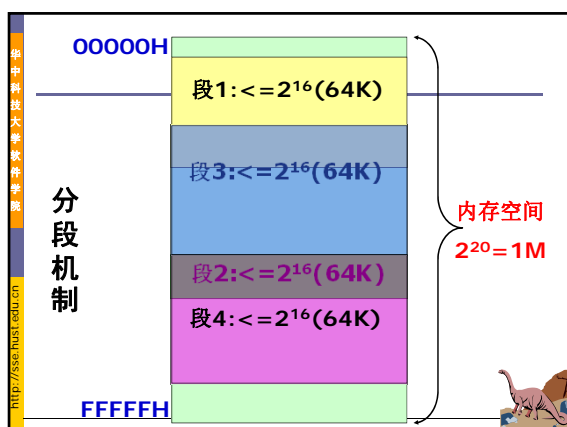 华中科技大学软件学院
http://sse.hust.edu.cn
分段机制
00000H
段1:<=2¹⁶(64K)
段3:<=2¹⁶(64K)
段2:<=2¹⁶(64K)
段4:<=2¹⁶(64K)
FFFFFH
内存空间
2²⁰=1M